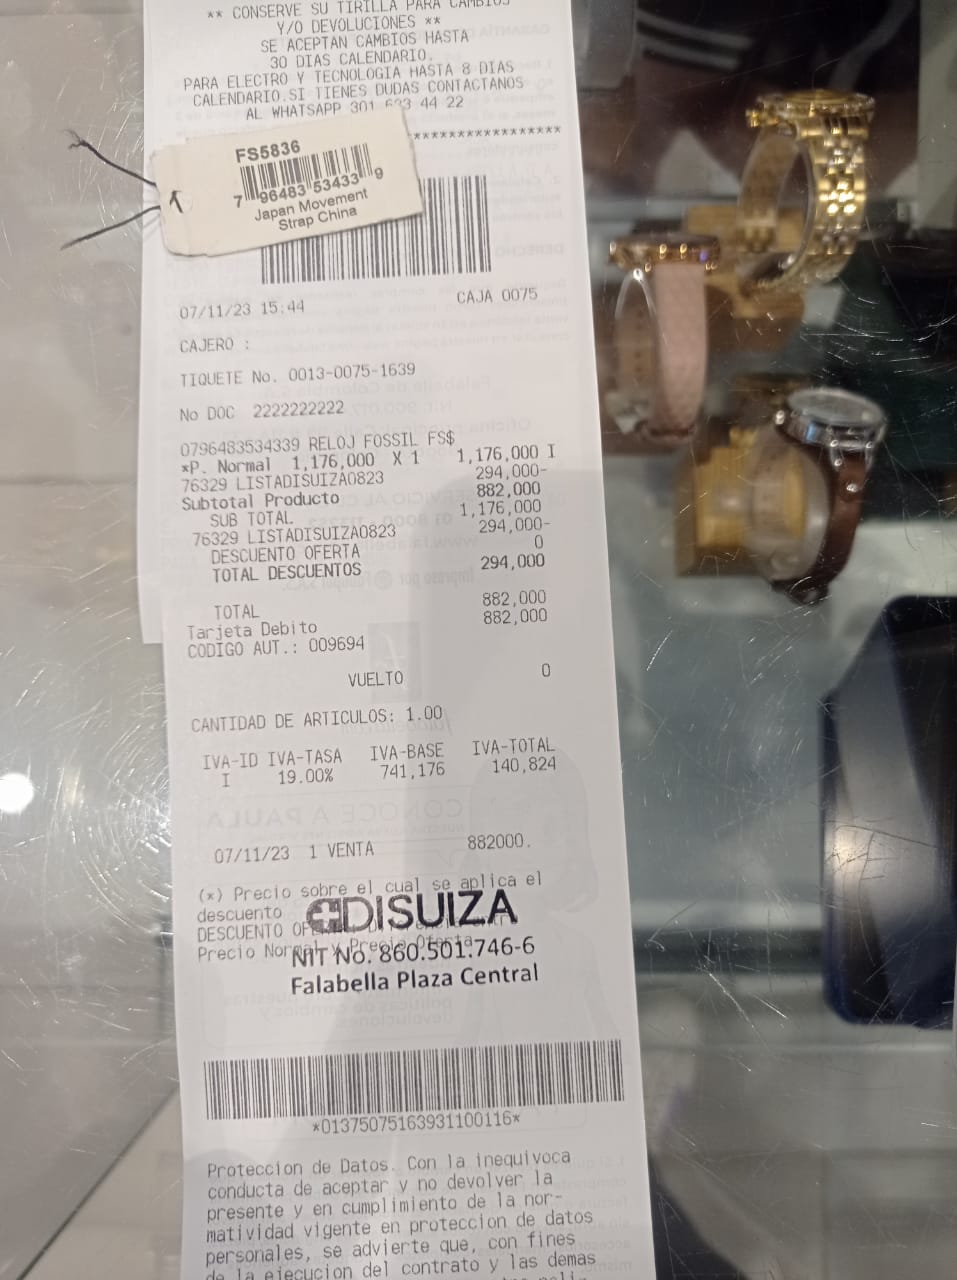 ** CONSERVE SU TIRILLA PARA CAMBIOS
Y/O DEVOLUCIONES **
SE ACEPTAN CAMBIOS HASTA
30 DIAS CALENDARIO.
PARA ELECTRO Y TECNOLOGIA HASTA 8 DIAS
CALENDARIO.SI TIENES DUDAS CONTACTANOS
AL WHATSAPP 301 44 22
*****************
FS5836
7 96483 53433 9
Japan Movement
Strap China
07/11/23 15:44 CAJA 0075
CAJERO :
TIQUETE No. 0013-0075-1639
No DOC 2222222222
0796483534339 RELOJ FOSSIL FS$
*P. Normal 1,176,000 X 1 1,176,000 I
76329 LISTADISUIZA0823 294,000-
Subtotal Producto 882,000
SUB TOTAL 1,176,000
76329 LISTADISUIZA0823 294,000-
DESCUENTO OFERTA 0
TOTAL DESCUENTOS 294,000
TOTAL 882,000
Tarjeta Debito 882,000
CODIGO AUT.: 009694
VUELTO 0
CANTIDAD DE ARTICULOS: 1.00
IVA-ID IVA-TASA IVA-BASE IVA-TOTAL
I 19.00% 741,176 140,824
07/11/23 1 VENTA 882000.
(*) Precio sobre el cual se aplica el
descuento
DISUIZA
DESCUENTO
Precio Normal y Precio Oferta
NIT No. 860.501.746-6
Falabella Plaza Central
*01375075163931100116*
Proteccion de Datos. Con la inequivoca
conducta de aceptar y no devolver la
presente y en cumplimiento de la nor-
matividad vigente en proteccion de datos
personales, se advierte que, con fines
de la ejecucion del contrato y las demas